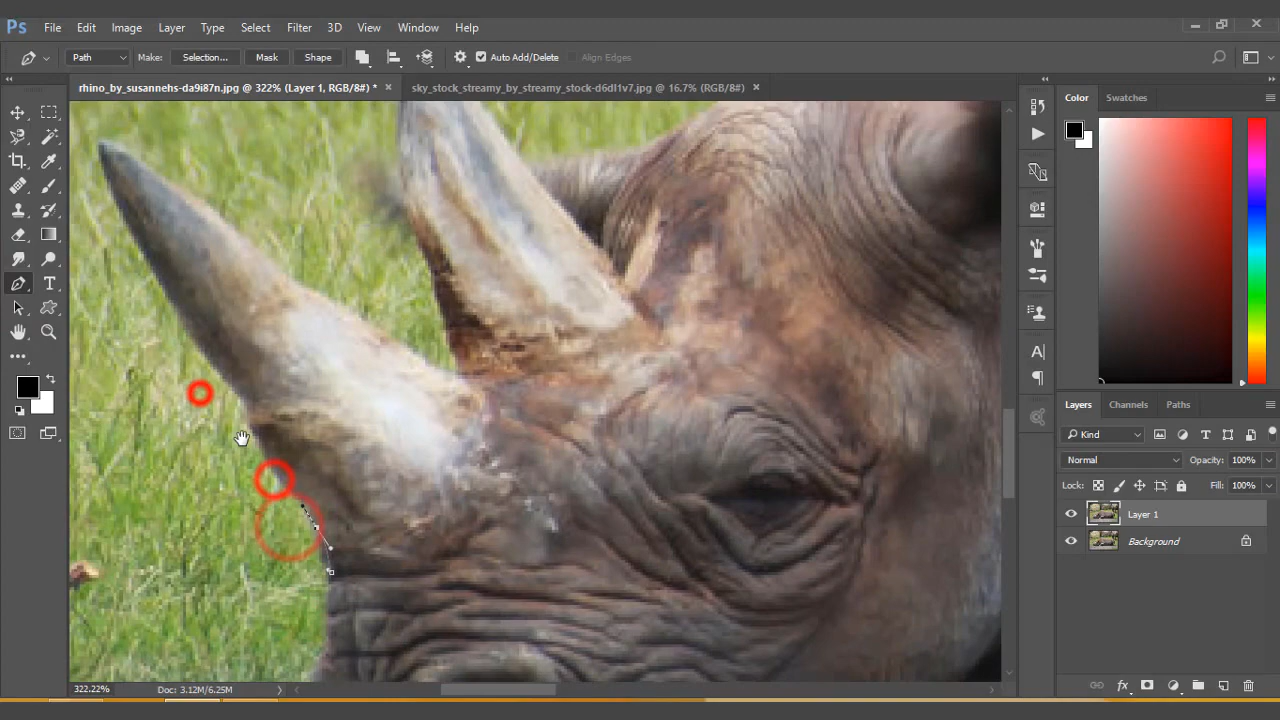 Ps File Edit Image Layer Type Select Filter 3D View Window Help
Path Make: Selection... Mask Shape Auto Add/Delete Align Edges
rhino_by_susannehs-da9i87n.jpg @ 322% (Layer 1, RGB/8#) * sky_stock_streamy_by_streamy_stock-d6dl1v7.jpg @ 16.7% (RGB/8#)
Color Swatches
Layers Channels Paths
Kind
Normal Opacity: 100%
Lock: Fill: 100%
Layer 1
Background
322.22% Doc: 3.12M/6.25M